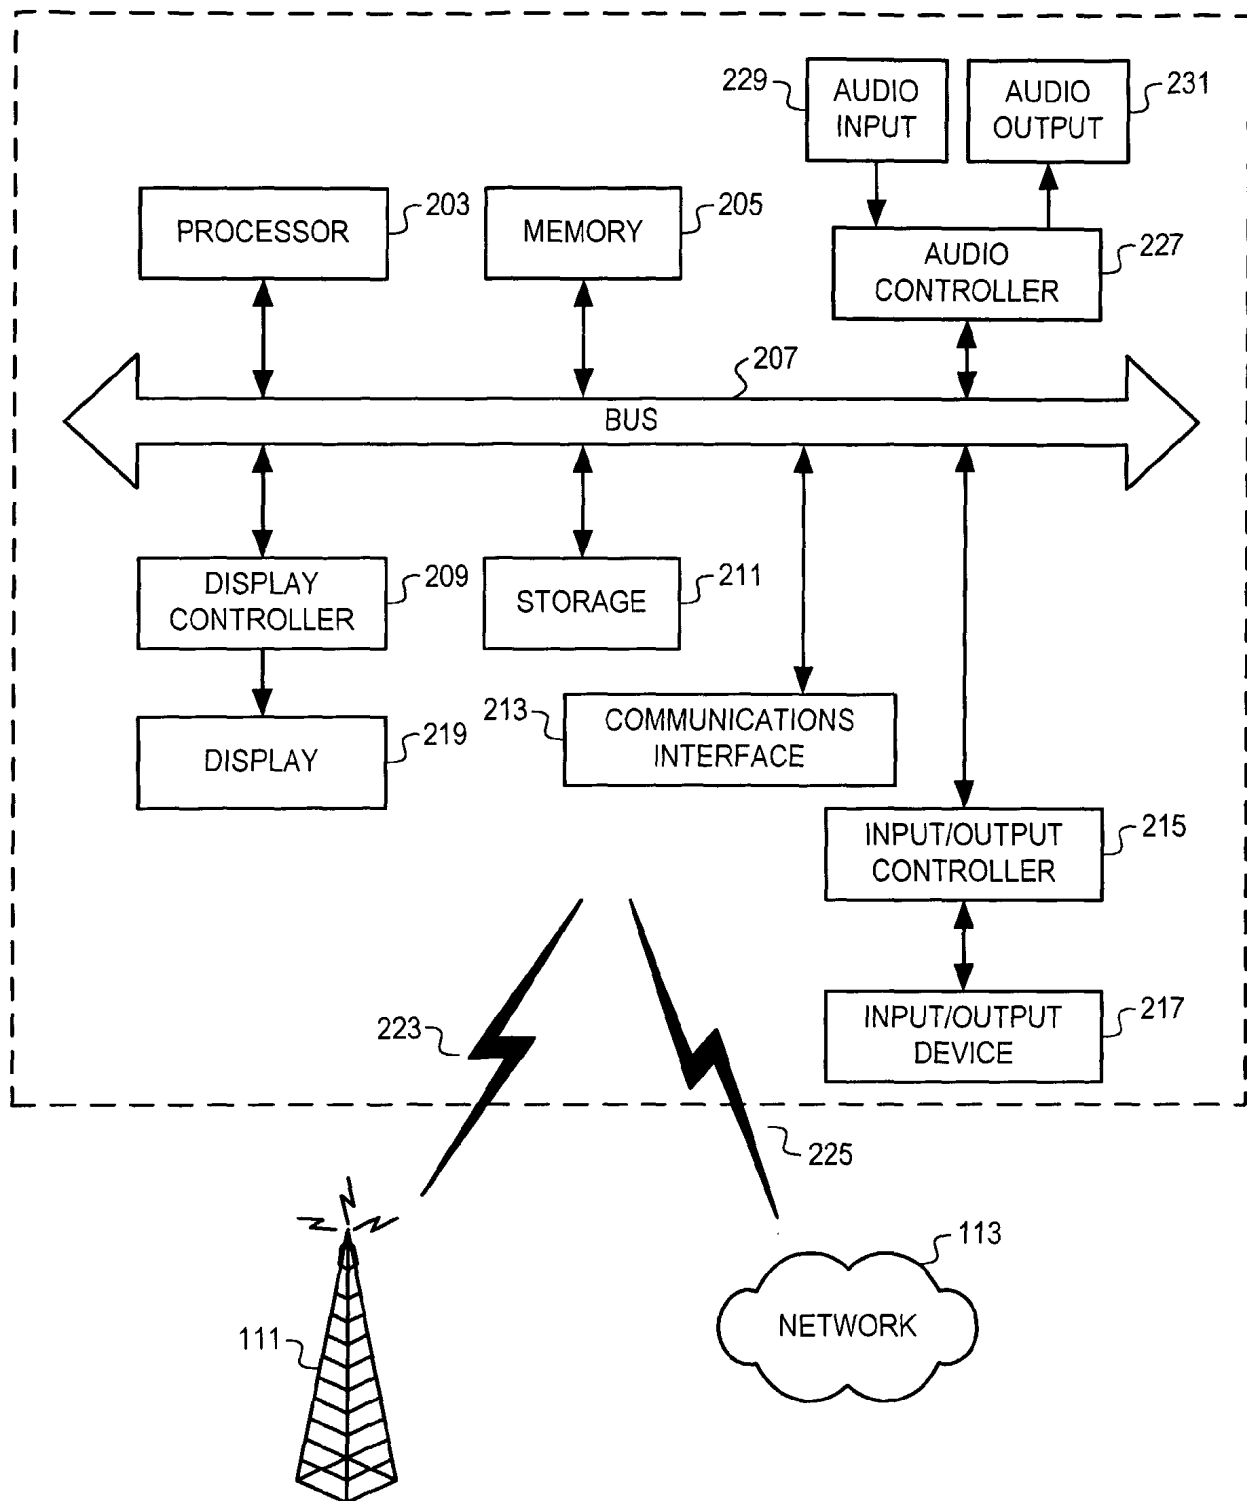 229
AUDIO
INPUT
AUDIO
OUTPUT
231
PROCESSOR
203
MEMORY
205
AUDIO
CONTROLLER
227
207
BUS
DISPLAY
CONTROLLER
209
STORAGE
211
213
COMMUNICATIONS
INTERFACE
DISPLAY
219
INPUT/OUTPUT
CONTROLLER
215
223
INPUT/OUTPUT
DEVICE
217
225
111
113
NETWORK